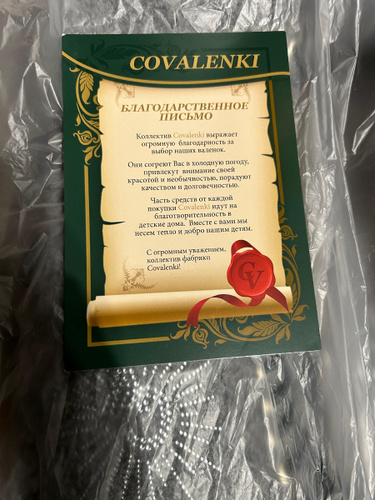 COVALENKI
БЛАГОДАРСТВЕННОЕ
ПИСЬМО
Коллектив Covalenki выражает
огромную благодарность за
выбор наших валенок.
Они согреют Вас в холодную погоду,
привлекут внимание своей
красотой и необычностью, порадуют
качеством и долговечностью.
Часть средств от каждой
покупки Covalenki идут на
благотворительность в
детские дома. Вместе с вами мы
несем тепло и добро нашим детям.
С огромным уважением,
коллектив фабрики
Covalenki!
CV